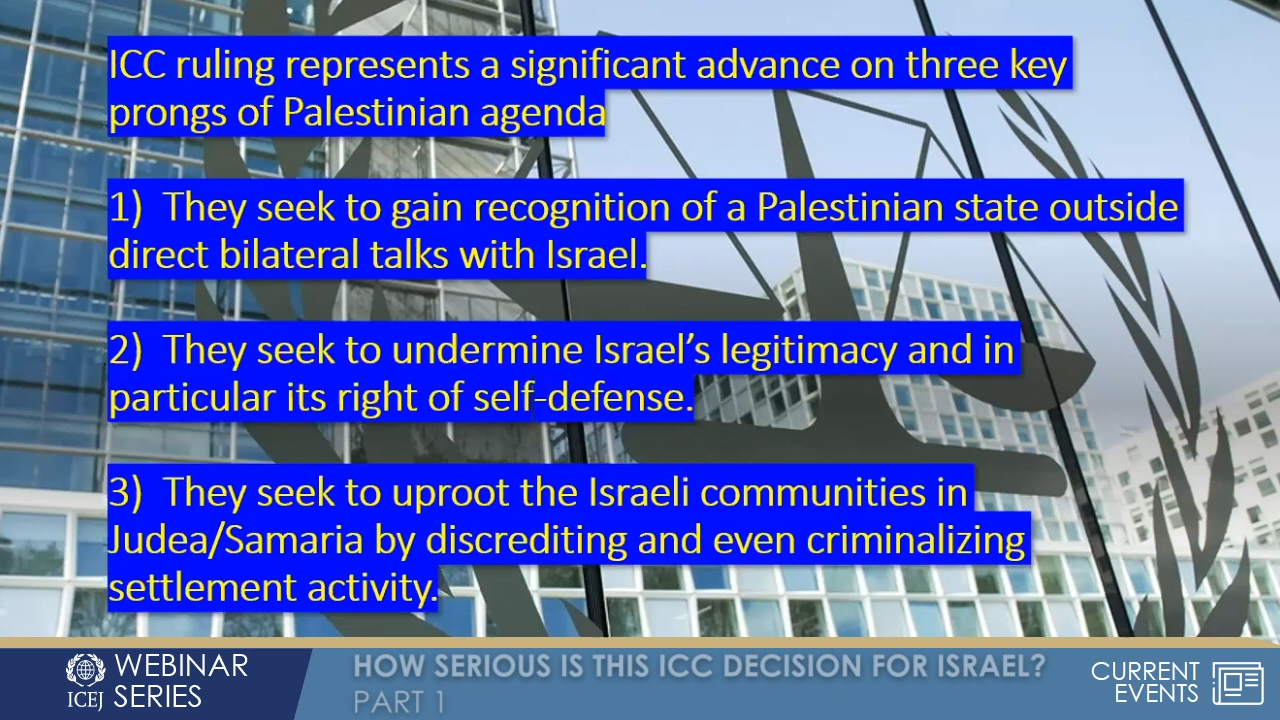 ICC ruling represents a significant advance on three key
prongs of Palestinian agenda
1) They seek to gain recognition of a Palestinian state outside
direct bilateral talks with Israel.
2) They seek to undermine Israel’s legitimacy and in
particular its right of self-defense.
3) They seek to uproot the Israeli communities in
Judea/Samaria by discrediting and even criminalizing
settlement activity.
ICEJ
WEBINAR
SERIES
HOW SERIOUS IS THIS ICC DECSION FOR ISRAEL?
PART 1
CURRENT
EVENTS